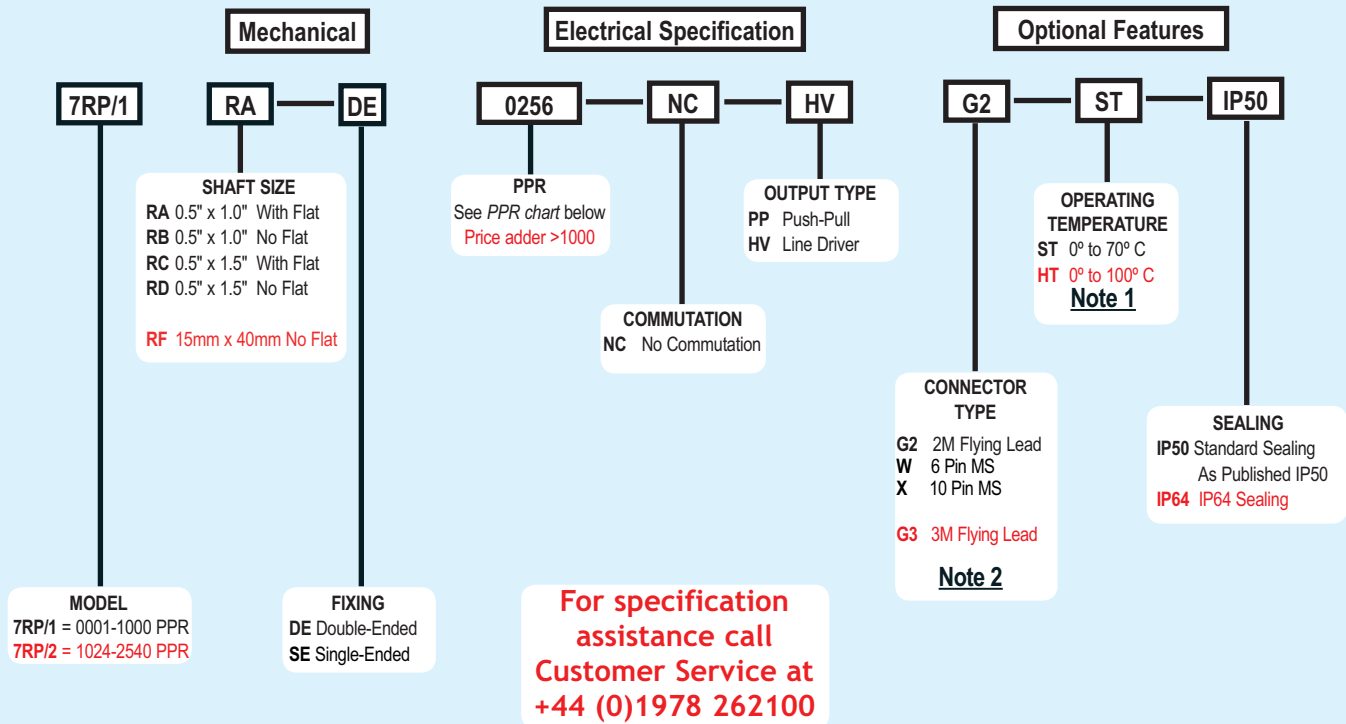 Mechanical
Electrical Specification
Optional Features
7RP/1
RA
DE
0256
NC
HV
G2
ST
IP50
SHAFT SIZE
RA 0.5" x 1.0" With Flat
RB 0.5" x 1.0" No Flat
RC 0.5" x 1.5" With Flat
RD 0.5" x 1.5" No Flat
RF 15mm x 40mm No Flat
PPR
See PPR chart below
Price adder >1000
OUTPUT TYPE
PP Push-Pull
HV Line Driver
OPERATING
TEMPERATURE
ST 0º to 70º C
HT 0º to 100º C
Note 1
COMMUTATION
NC No Commutation
CONNECTOR
TYPE
G2 2M Flying Lead
W 6 Pin MS
X 10 Pin MS
G3 3M Flying Lead
Note 2
SEALING
IP50 Standard Sealing
As Published IP50
IP64 IP64 Sealing
MODEL
7RP/1 = 0001-1000 PPR
7RP/2 = 1024-2540 PPR
FIXING
DE Double-Ended
SE Single-Ended
For specification
assistance call
Customer Service at
+44 (0)1978 262100